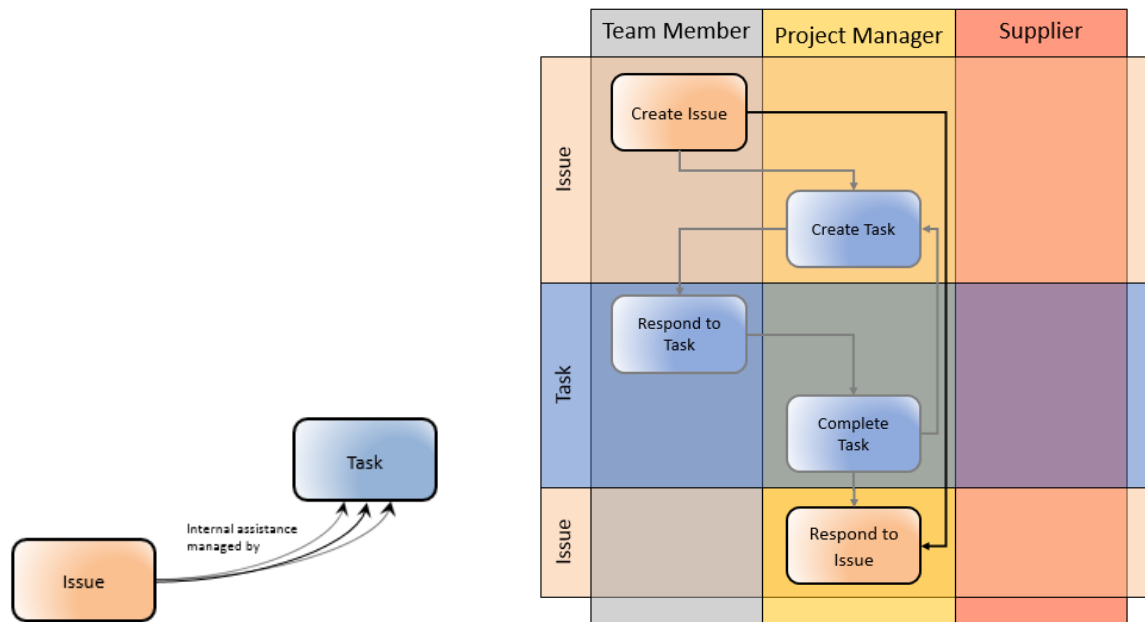 Task
Internal assistance
managed by
Issue
Team Member
Project Manager
Supplier
Issue
Create Issue
Create Task
Task
Respond to
Task
Complete
Task
Issue
Respond to
Issue